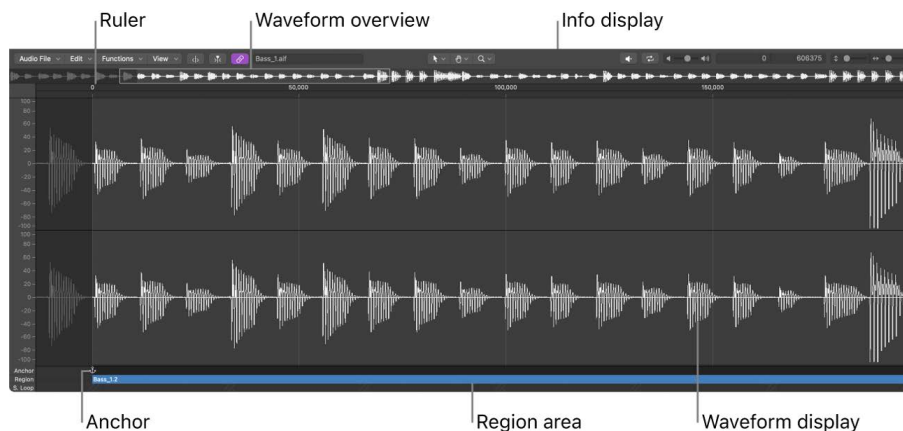 Ruler
Waveform overview
Info display
Audio File
Edit
Functions
View
Bass_1.aif
0
606375
0
50,000
100,000
150,000
100
80
60
40
20
0
-20
-40
-60
-80
-100
100
80
60
40
20
0
-20
-40
-60
-80
-100
Anchor
Region
Bass_1.2
S. Loop
Anchor
Region area
Waveform display